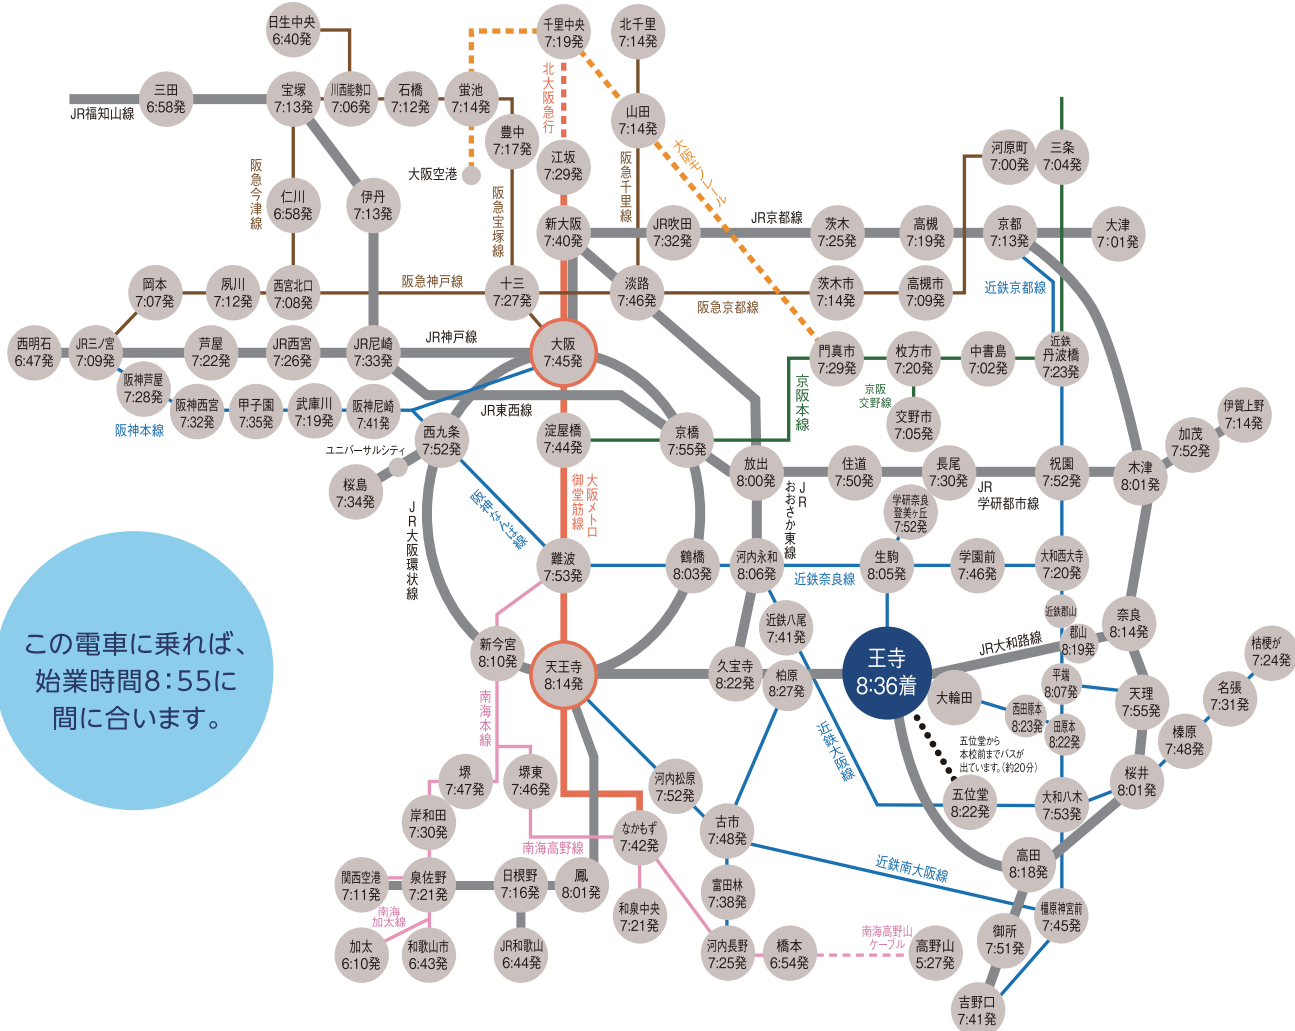 日生中央
6:40発
千里中央
7:19発
北千里
7:14発
三田
6:58発
宝塚
7:13発
川西能勢口
7:06発
石橋
7:12発
蛍池
7:14発
JR福知山線
北大阪急行
山田
7:14発
豊中
7:17発
大阪モノレール
河原町
7:00発
三条
7:04発
阪急今津線
大阪空港
江坂
7:29発
阪急千里線
仁川
6:58発
伊丹
7:13発
阪急宝塚線
新大阪
7:40発
JR吹田
7:32発
JR京都線
茨木
7:25発
高槻
7:19発
京都
7:13発
大津
7:01発
岡本
7:07発
夙川
7:12発
西宮北口
7:08発
阪急神戸線
十三
7:27発
淡路
7:46発
阪急京都線
茨木市
7:14発
高槻市
7:09発
近鉄京都線
西明石
6:47発
JR三ノ宮
7:09発
芦屋
7:22発
JR西宮
7:26発
JR尼崎
7:33発
JR神戸線
大阪
7:45発
門真市
7:29発
枚方市
7:20発
中書島
7:02発
近鉄
丹波橋
7:23発
阪神芦屋
7:28発
阪神西宮
7:32発
甲子園
7:35発
武庫川
7:19発
阪神尼崎
7:41発
JR東西線
京阪本線
京阪
交野線
交野市
7:05発
伊賀上野
7:14発
阪神本線
西九条
7:52発
淀屋橋
7:44発
京橋
7:55発
加茂
7:52発
ユニバーサルシティ
桜島
7:34発
放出
8:00発
住道
7:50発
長尾
7:30発
祝園
7:52発
木津
8:01発
JR
学研都市線
大阪メトロ
御堂筋線
JR
おおさか東線
阪神なんば線
JR大阪環状線
学研奈良
登美ヶ丘
7:52発
難波
7:53発
鶴橋
8:03発
河内永和
8:06発
近鉄奈良線
生駒
8:05発
学園前
7:46発
大和西大寺
7:20発
この電車に乗れば、
始業時間8：55に
間に合います。
近鉄八尾
7:41発
近鉄郡山
奈良
8:14発
新今宮
8:10発
天王寺
8:14発
久宝寺
8:22発
柏原
8:27発
王寺
8:36着
JR大和路線
郡山
8:19発
桔梗が
7:24発
大輪田
平端
8:07発
天理
7:55発
名張
7:31発
西田原本
8:23発
田原本
8:22発
榛原
7:48発
南海本線
近鉄大阪線
五位堂から
本校前までバスが
出ています。(約20分)
堺
7:47発
堺東
7:46発
河内松原
7:52発
五位堂
8:22発
大和八木
7:53発
桜井
8:01発
岸和田
7:30発
なかもず
7:42発
古市
7:48発
南海高野線
近鉄南大阪線
高田
8:18発
関西空港
7:11発
泉佐野
7:21発
日根野
7:16発
鳳
8:01発
富田林
7:38発
和泉中央
7:21発
橿原神宮前
7:45発
南海
加太線
南海高野山
ケーブル
御所
7:51発
加太
6:10発
和歌山市
6:43発
JR和歌山
6:44発
河内長野
7:25発
橋本
6:54発
高野山
5:27発
吉野口
7:41発